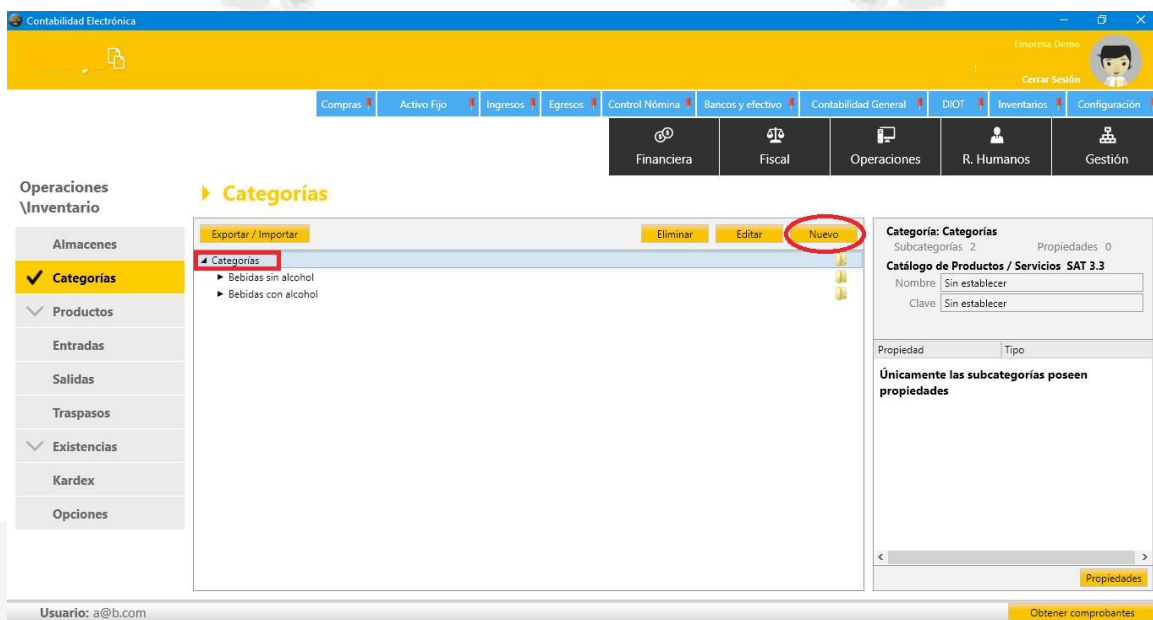 Contabilidad Electrónica
Empresa Demo
Cerrar Sesión
Compras Activo Fijo Ingresos Egresos Control Nómina Bancos y efectivo Contabilidad General DIOT Inventarios Configuración
Financiera Fiscal Operaciones R. Humanos Gestión
Operaciones
\Inventario
Categorías
Almacenes
Categorías
Productos
Entradas
Salidas
Traspasos
Existencias
Kardex
Opciones
Exportar / Importar Eliminar Editar Nuevo
Categorías
Bebidas sin alcohol
Bebidas con alcohol
Categoría: Categorías
Subcategorías 2 Propiedades 0
Catálogo de Productos / Servicios SAT 3.3
Nombre Sin establecer
Clave Sin establecer
Propiedad Tipo
Únicamente las subcategorías poseen
propiedades
Propiedades
Usuario: a@b.com Obtener comprobantes